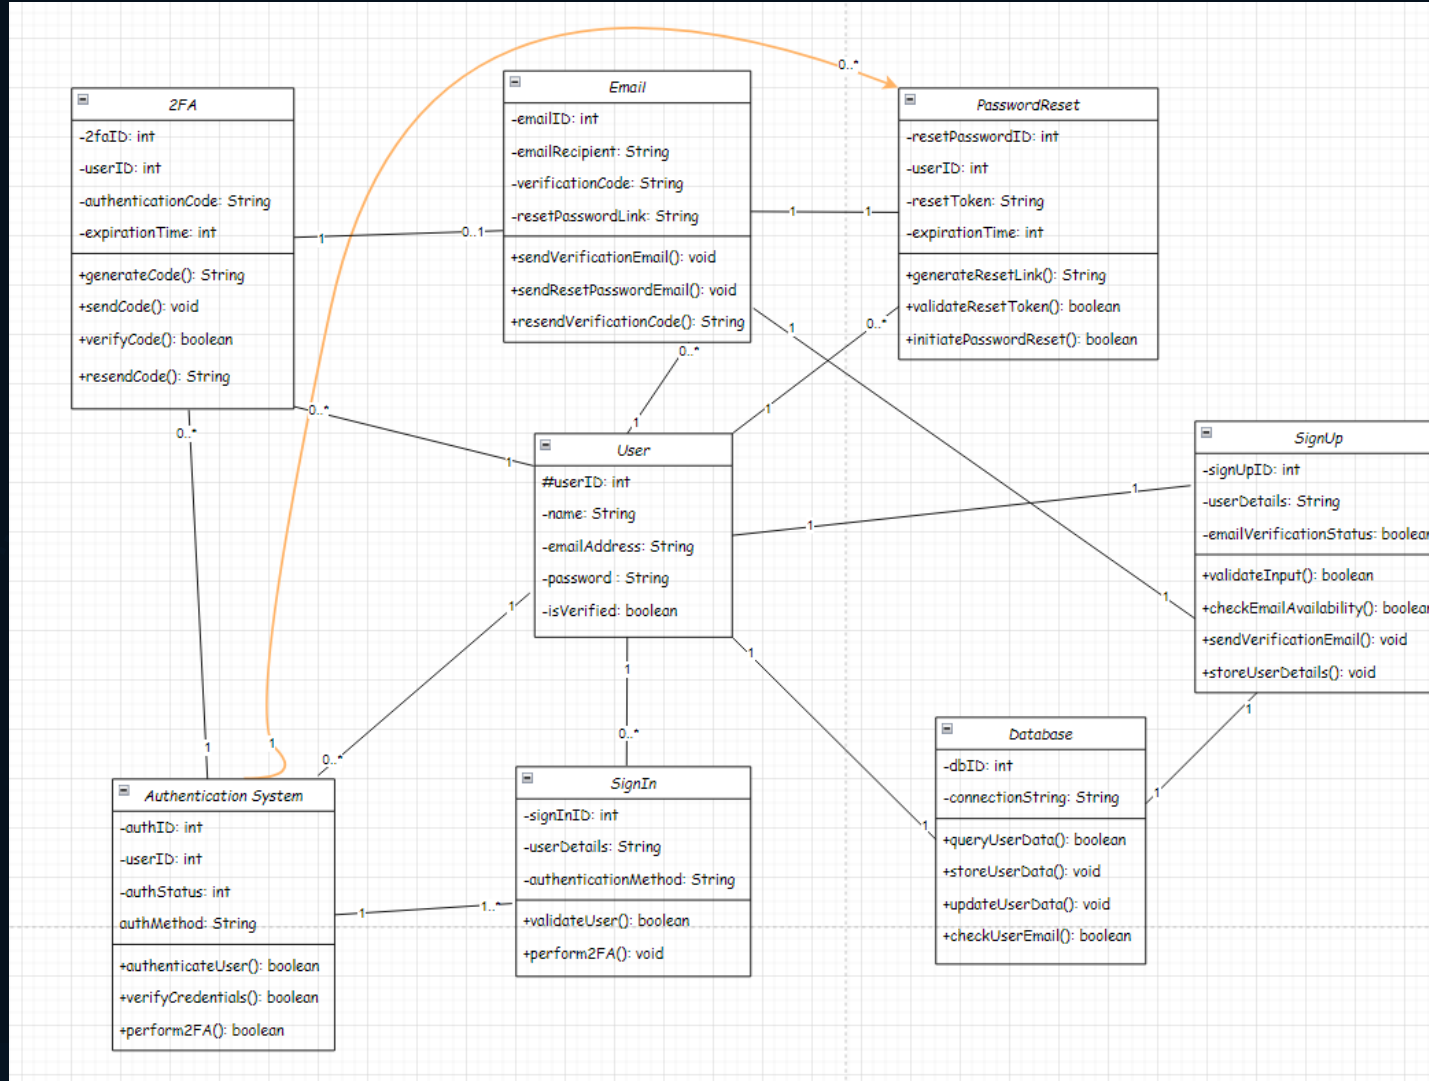 0..*
2FA
-2faID: int
-userID: int
-authenticationCode: String
-expirationTime: int
+generateCode(): String
+sendCode(): void
+verifyCode(): boolean
+resendCode(): String
Email
-emailID: int
-emailRecipient: String
-verificationCode: String
-resetPasswordLink: String
+sendVerificationEmail(): void
+sendResetPasswordEmail(): void
+resendVerificationCode(): String
PasswordReset
-resetPasswordID: int
-userID: int
-resetToken: String
-expirationTime: int
+generateResetLink(): String
+validateResetToken(): boolean
+initiatePasswordReset(): boolean
1
0..1
1
1
0..*
1
0..*
1
1
1
0..*
1
0..*
1
User
#userID: int
-name: String
-emailAddress: String
-password : String
-isVerified: boolean
1
1
SignUp
-signUpID: int
-userDetails: String
-emailVerificationStatus: boolear
+validateInput(): boolean
+checkEmailAvailability(): boolear
+sendVerificationEmail(): void
+storeUserDetails(): void
1
0..*
1
0..*
1
1
1
1
1
1
Authentication System
-authID: int
-userID: int
-authStatus: int
authMethod: String
+authenticateUser(): boolean
+verifyCredentials(): boolean
+perform2FA(): boolean
1
1..*
SignIn
-signInID: int
-userDetails: String
-authenticationMethod: String
+validateUser(): boolean
+perform2FA(): void
Database
-dbID: int
-connectionString: String
+queryUserData(): boolean
+storeUserData(): void
+updateUserData(): void
+checkUserEmail(): boolean